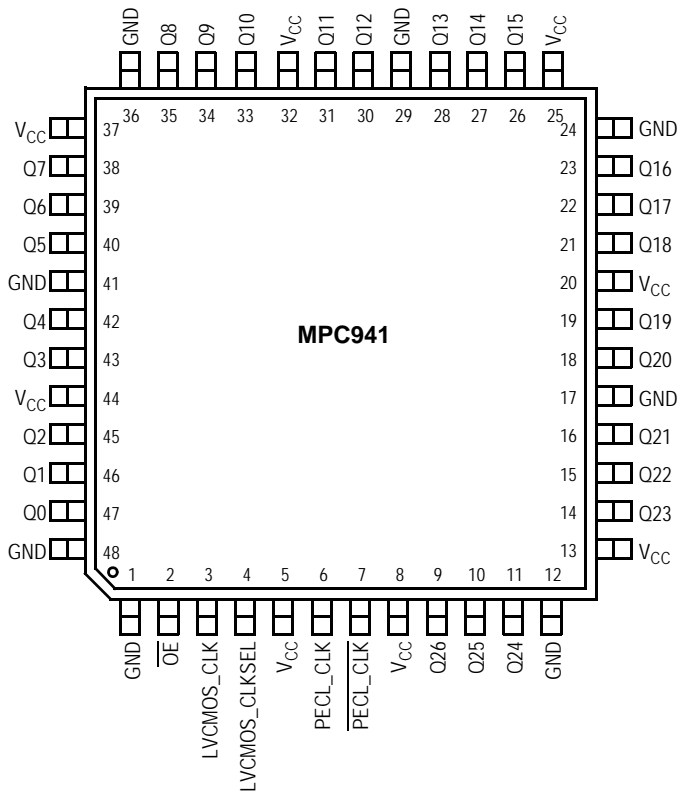 GND Q8 Q9 Q10 VCC Q11 Q12 GND Q13 Q14 Q15 VCC
36 35 34 33 32 31 30 29 28 27 26 25
VCC 37 24 GND
Q7 38 23 Q16
Q6 39 22 Q17
Q5 40 21 Q18
GND 41 20 VCC
Q4 42 19 Q19
MPC941
Q3 43 18 Q20
VCC 44 17 GND
Q2 45 16 Q21
Q1 46 15 Q22
Q0 47 14 Q23
GND 48 13 VCC
1 2 3 4 5 6 7 8 9 10 11 12
GND O̅E̅ LVCMOS_CLK LVCMOS_CLKSEL VCC PECL_CLK P̅E̅C̅L̅_̅C̅L̅K̅ VCC Q26 Q25 Q24 GND